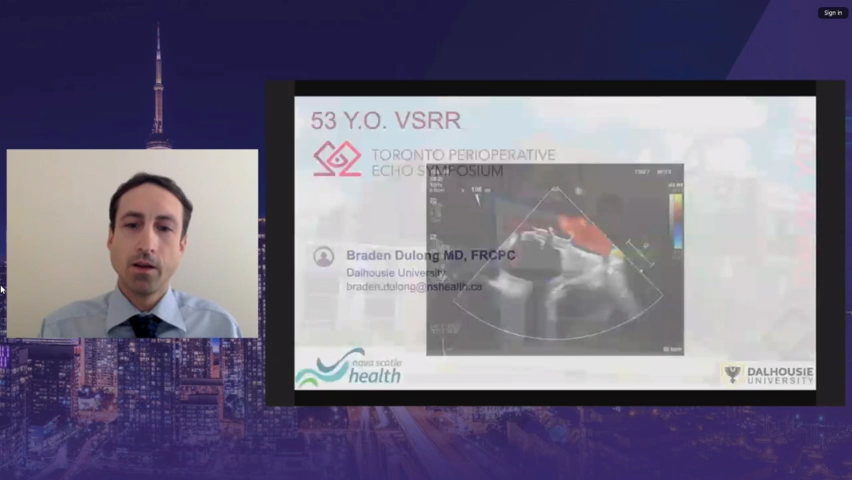 Sign in
53 Y.O. VSRR
TORONTO PERIOPERATIVE
ECHO SYMPOSIUM
Braden Dulong MD, FRCPC
Dalhousie University
braden.dulong@nshealth.ca
nova scotia
health
DALHOUSIE
UNIVERSITY